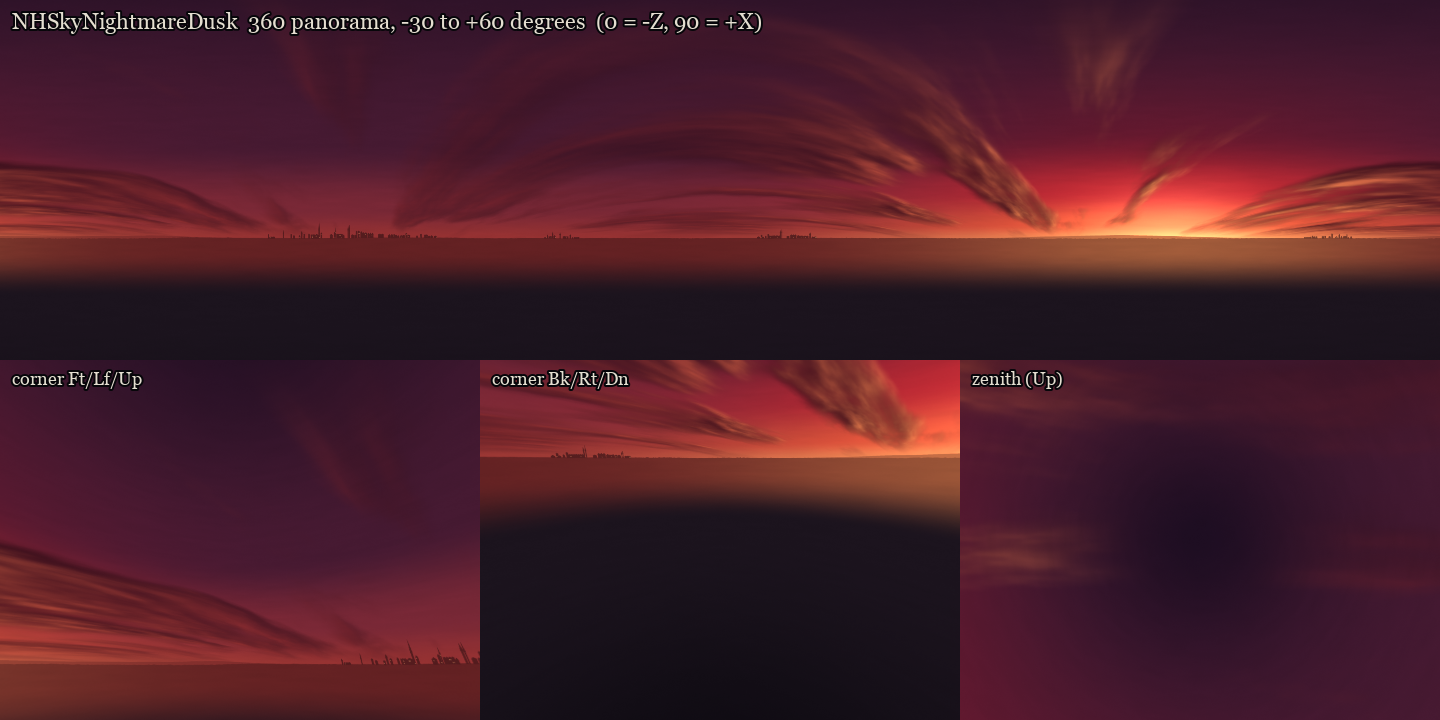 NHSkyNightmareDusk 360 panorama, -30 to +60 degrees (0 = -Z, 90 = +X)
corner Ft/Lf/Up
corner Bk/Rt/Dn
zenith (Up)